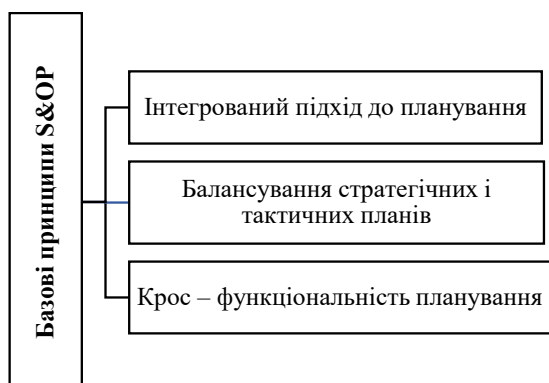 Базові принципи S&OP
Інтегрований підхід до планування
Балансування стратегічних і
тактичних планів
Крос – функціональність планування